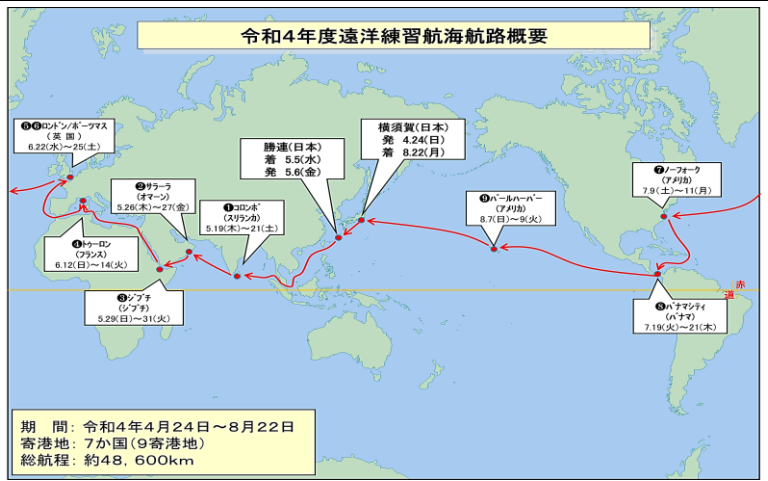 令和4年度遠洋練習航海航路概要
❺❻ロンドン/ポーツマス
(英国)
6.22(水)～25(土)
❷サラーラ
(オマーン)
5.26(木)～27(金)
❶コロンボ
(スリランカ)
5.19(木)～21(土)
勝連(日本)
着 5.5(水)
発 5.6(金)
横須賀(日本)
発 4.24(日)
着 8.22(月)
❾パールハーバー
(アメリカ)
8.7(日)～9(火)
❼ノーフォーク
(アメリカ)
7.9(土)～11(月)
❹トゥーロン
(フランス)
6.12(日)～14(火)
❸ジブチ
(ジブチ)
5.29(日)～31(火)
❽パナマシティ
(パナマ)
7.19(火)～21(木)
赤
道
期 間: 令和4年4月24日～8月22日
寄港地: 7か国(9寄港地)
総航程: 約48,600km